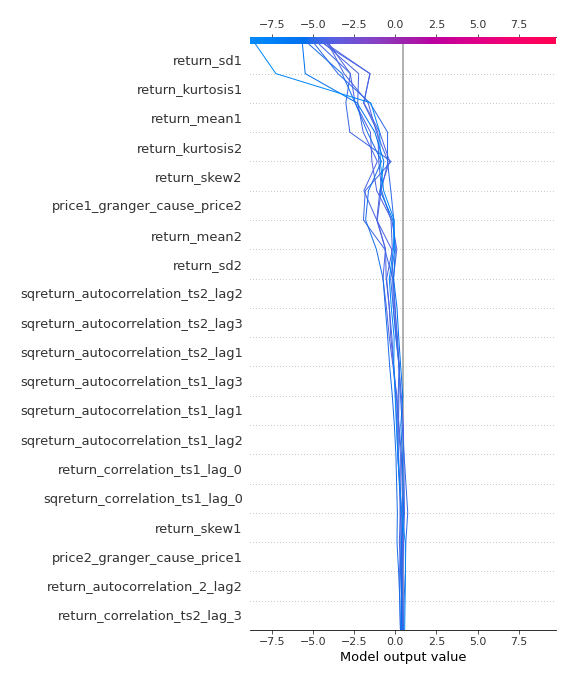 −7.5 −5.0 −2.5 0.0 2.5 5.0 7.5
return_sd1
return_kurtosis1
return_mean1
return_kurtosis2
return_skew2
price1_granger_cause_price2
return_mean2
return_sd2
sqreturn_autocorrelation_ts2_lag2
sqreturn_autocorrelation_ts2_lag3
sqreturn_autocorrelation_ts2_lag1
sqreturn_autocorrelation_ts1_lag3
sqreturn_autocorrelation_ts1_lag1
sqreturn_autocorrelation_ts1_lag2
return_correlation_ts1_lag_0
sqreturn_correlation_ts1_lag_0
return_skew1
price2_granger_cause_price1
return_autocorrelation_2_lag2
return_correlation_ts2_lag_3
−7.5 −5.0 −2.5 0.0 2.5 5.0 7.5
Model output value